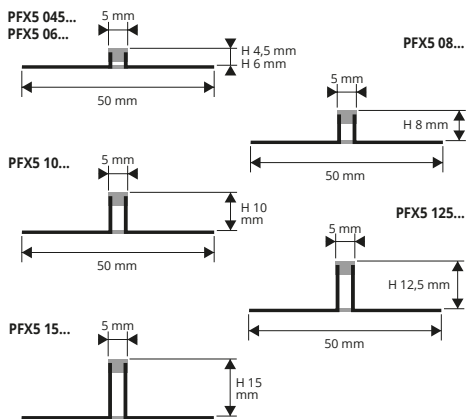 PFX5 045...
PFX5 06...
5 mm
H 4,5 mm
H 6 mm
50 mm
PFX5 08...
5 mm
H 8 mm
50 mm
PFX5 10...
5 mm
H 10
mm
50 mm
PFX5 125...
5 mm
H 12,5 mm
50 mm
PFX5 15...
5 mm
H 15
mm